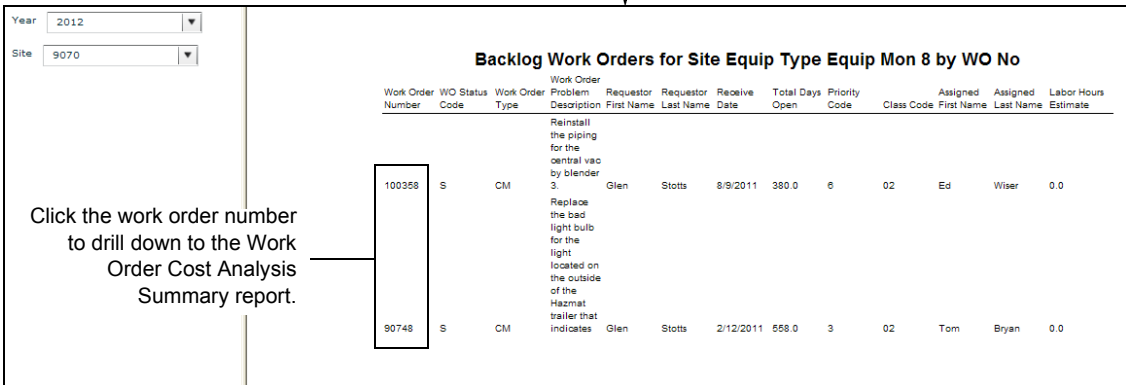 Year 2012
Site 9070
Backlog Work Orders for Site Equip Type Equip Mon 8 by WO No
Work Order
Work Order WO Status Work Order Problem Requestor Requestor Receive Total Days Priority Assigned Assigned Labor Hours
Number Code Type Description First Name Last Name Date Open Code Class Code First Name Last Name Estimate
Reinstall
the piping
for the
central vac
by blender
100358 S CM 3. Glen Stotts 8/9/2011 380.0 6 02 Ed Wiser 0.0
Replace
the bad
light bulb
for the
light
located on
the outside
of the
Hazmat
trailer that
90748 S CM indicates Glen Stotts 2/12/2011 558.0 3 02 Tom Bryan 0.0
Click the work order number
to drill down to the Work
Order Cost Analysis
Summary report.